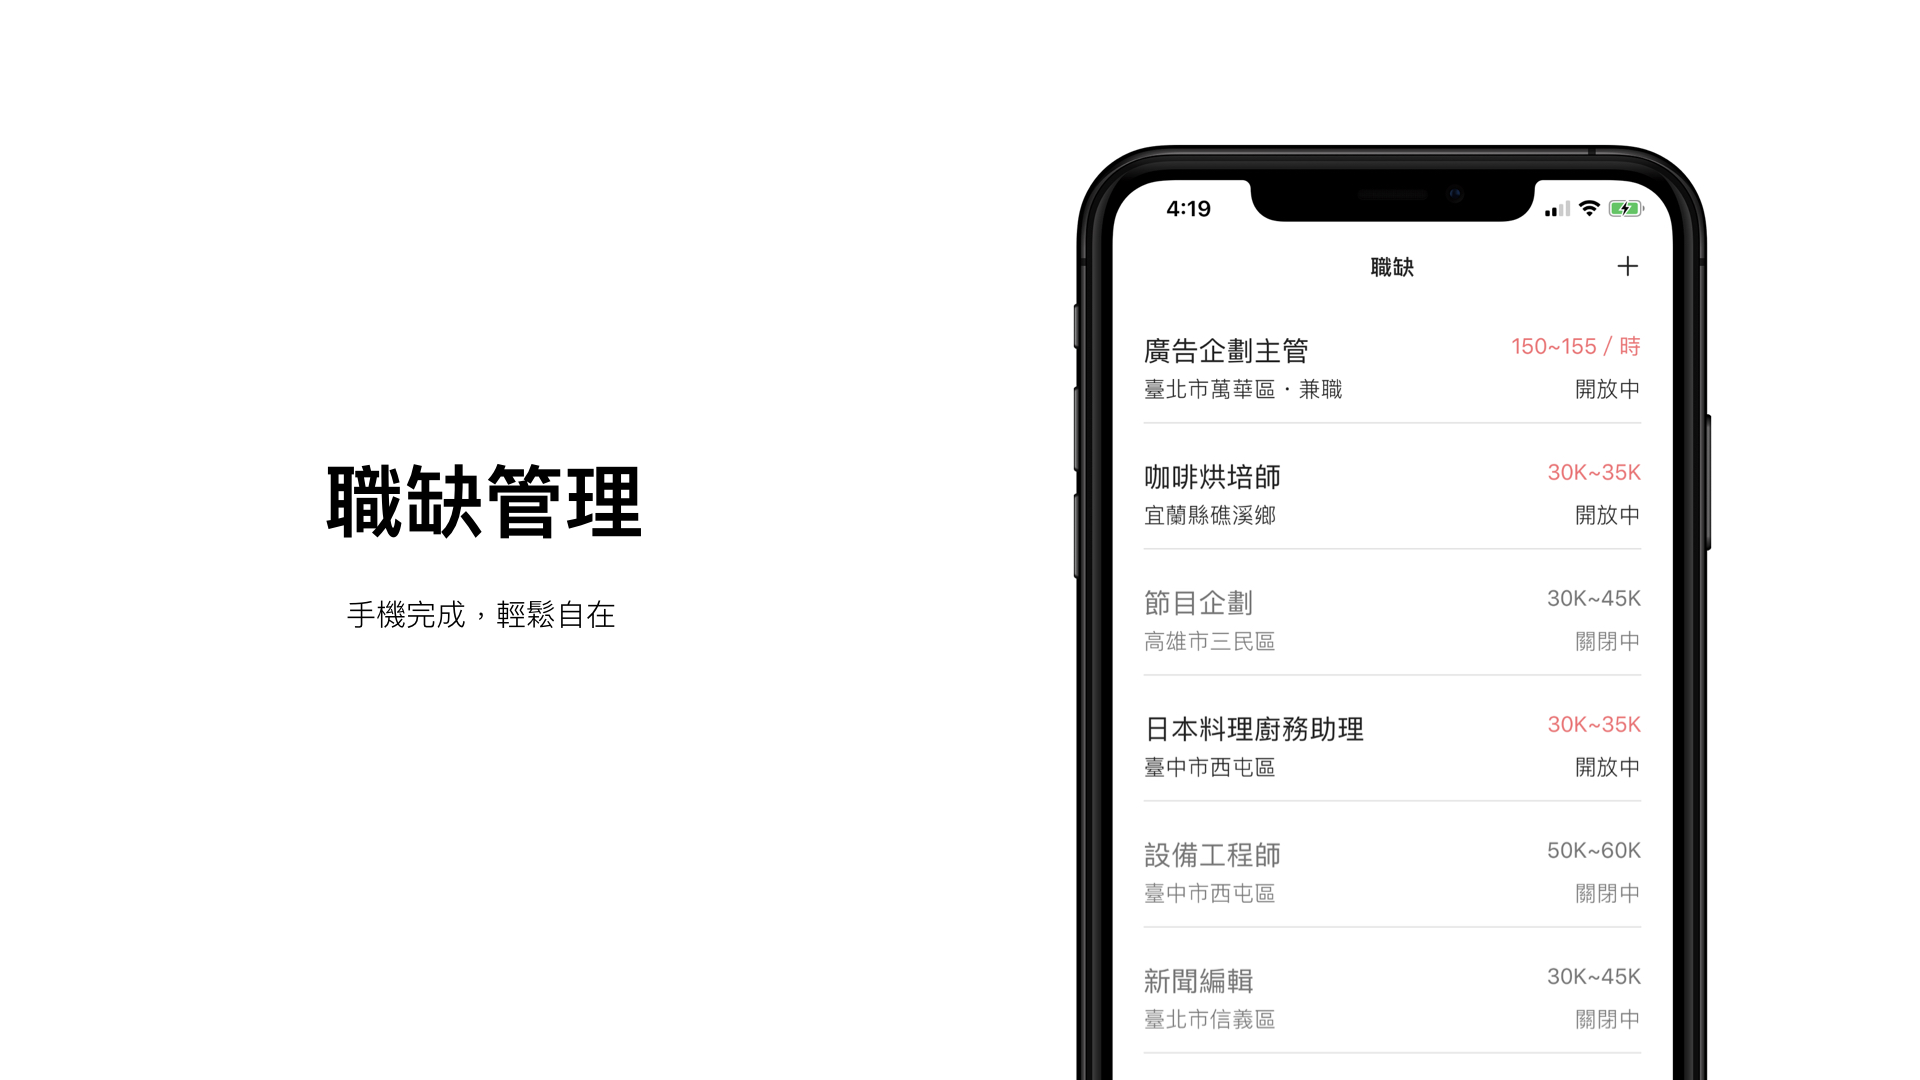 職缺管理
手機完成，輕鬆自在
4:19
職缺
廣告企劃主管 150~155 / 時
臺北市萬華區・兼職 開放中
咖啡烘培師 30K~35K
宜蘭縣礁溪鄉 開放中
節目企劃 30K~45K
高雄市三民區 關閉中
日本料理廚務助理 30K~35K
臺中市西屯區 開放中
設備工程師 50K~60K
臺中市西屯區 關閉中
新聞編輯 30K~45K
臺北市信義區 關閉中